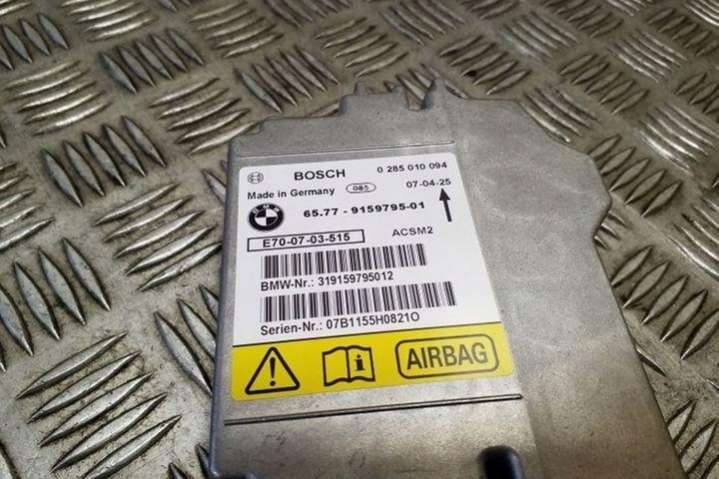 BOSCH 0 285 010 094
Made in Germany 085 07-04-25
BMW 65.77 - 9159795-01
E70-07-03-515 ACSM2
BMW-Nr.: 319159795012
Serien-Nr.: 07B1155H0821O
i AIRBAG